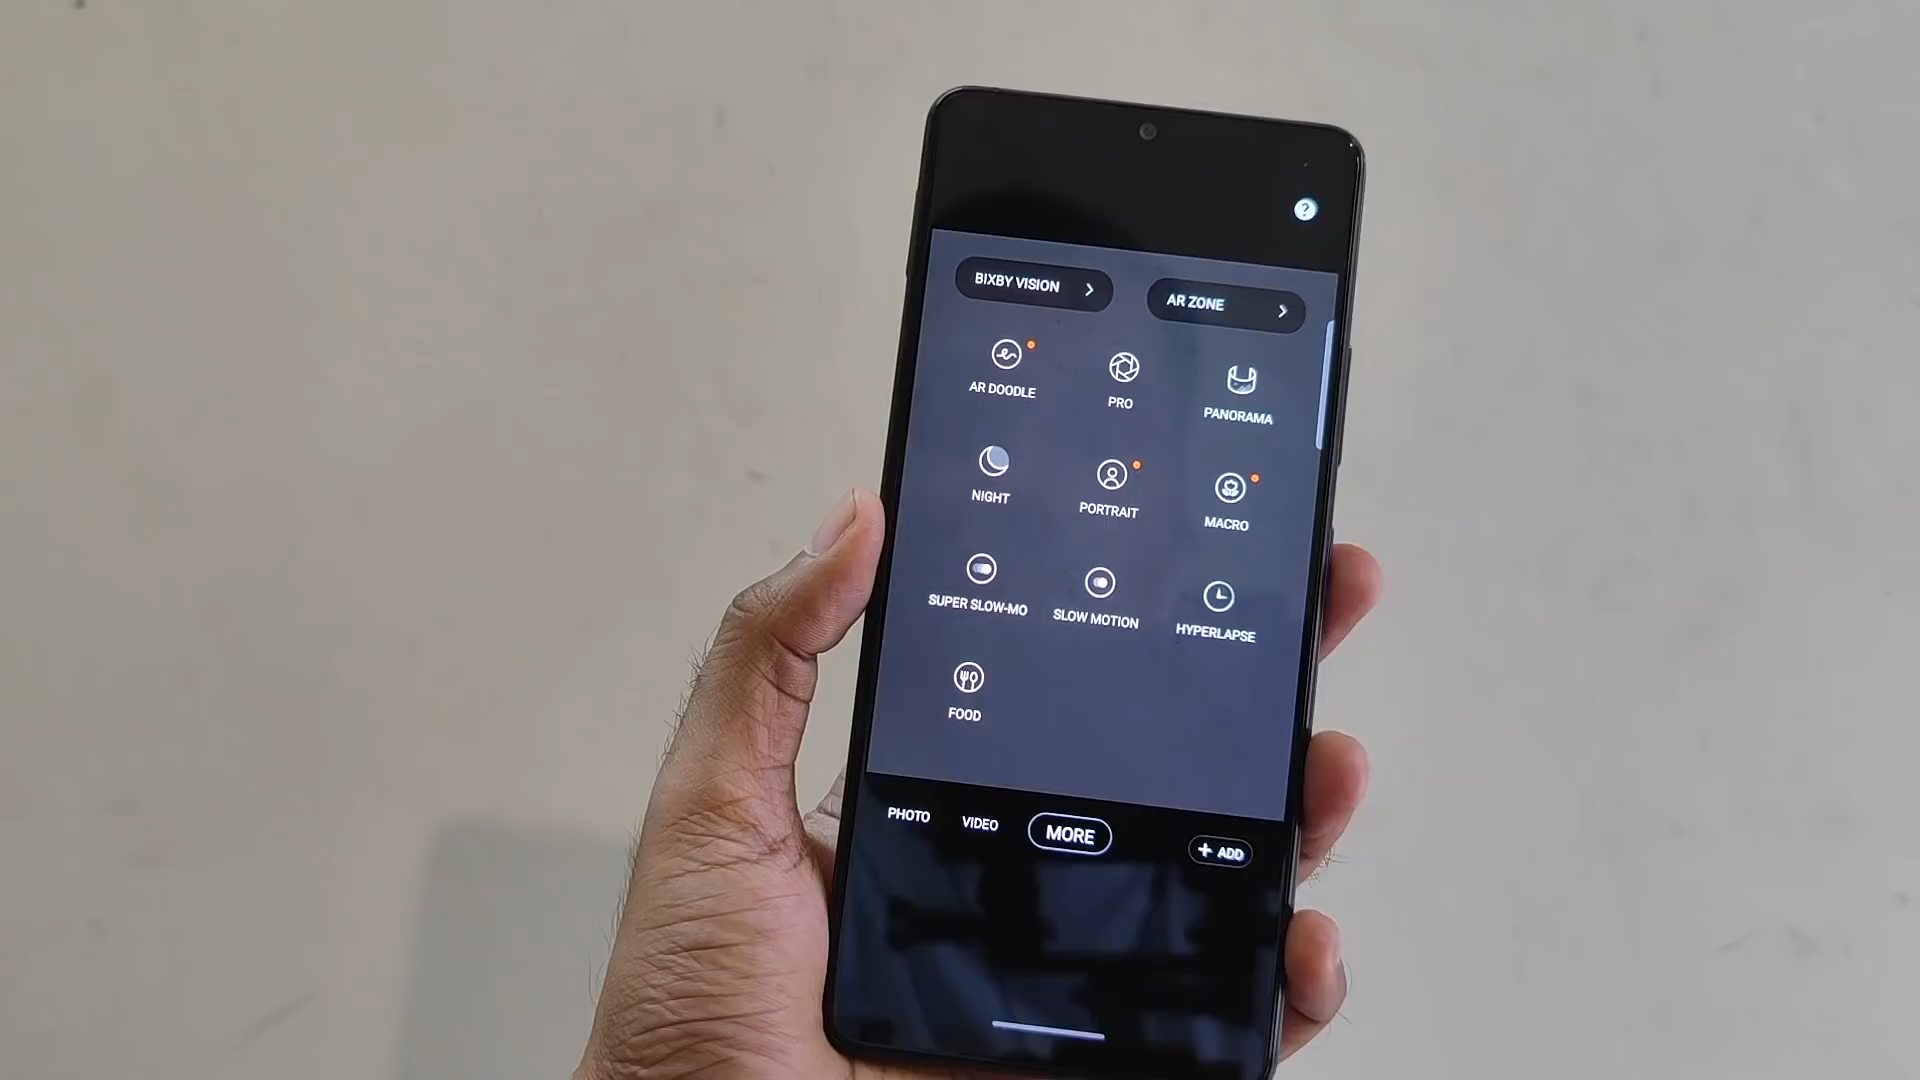 ?
BIXBY VISION >
AR ZONE >
AR DOODLE
PRO
PANORAMA
NIGHT
PORTRAIT
MACRO
SUPER SLOW-MO
SLOW MOTION
HYPERLAPSE
FOOD
PHOTO
VIDEO
MORE
+ ADD